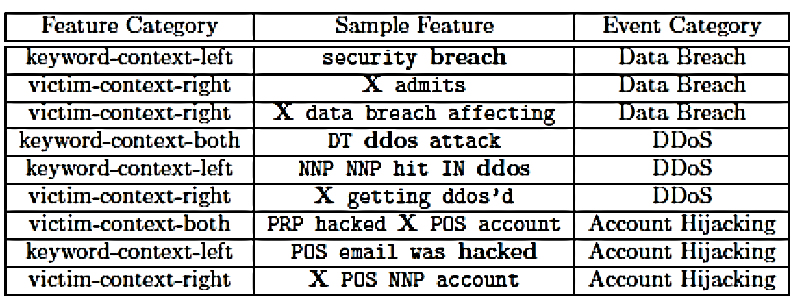 Feature Category Sample Feature Event Category
keyword-context-left security breach Data Breach
victim-context-right X admits Data Breach
victim-context-right X data breach affecting Data Breach
keyword-context-both DT ddos attack DDoS
keyword-context-left NNP NNP hit IN ddos DDoS
victim-context-right X getting ddos'd DDoS
victim-context-both PRP hacked X POS account Account Hijacking
keyword-context-left POS email was hacked Account Hijacking
victim-context-right X POS NNP account Account Hijacking